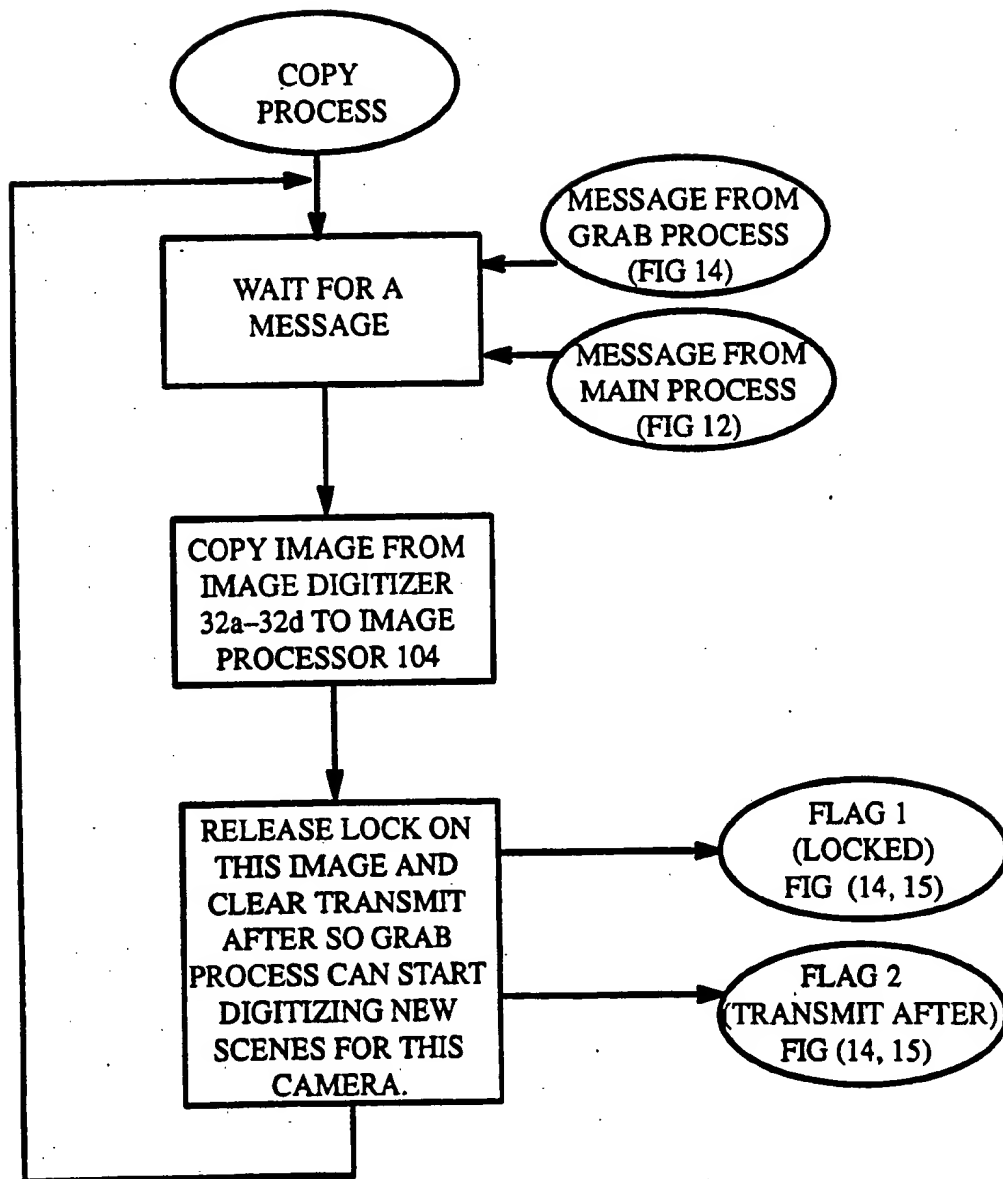 COPY
PROCESS
MESSAGE FROM
GRAB PROCESS
(FIG 14)
WAIT FOR A
MESSAGE
MESSAGE FROM
MAIN PROCESS
(FIG 12)
COPY IMAGE FROM
IMAGE DIGITIZER
32a–32d TO IMAGE
PROCESSOR 104
RELEASE LOCK ON
THIS IMAGE AND
CLEAR TRANSMIT
AFTER SO GRAB
PROCESS CAN START
DIGITIZING NEW
SCENES FOR THIS
CAMERA.
FLAG 1
(LOCKED)
FIG (14, 15)
FLAG 2
(TRANSMIT AFTER)
FIG (14, 15)